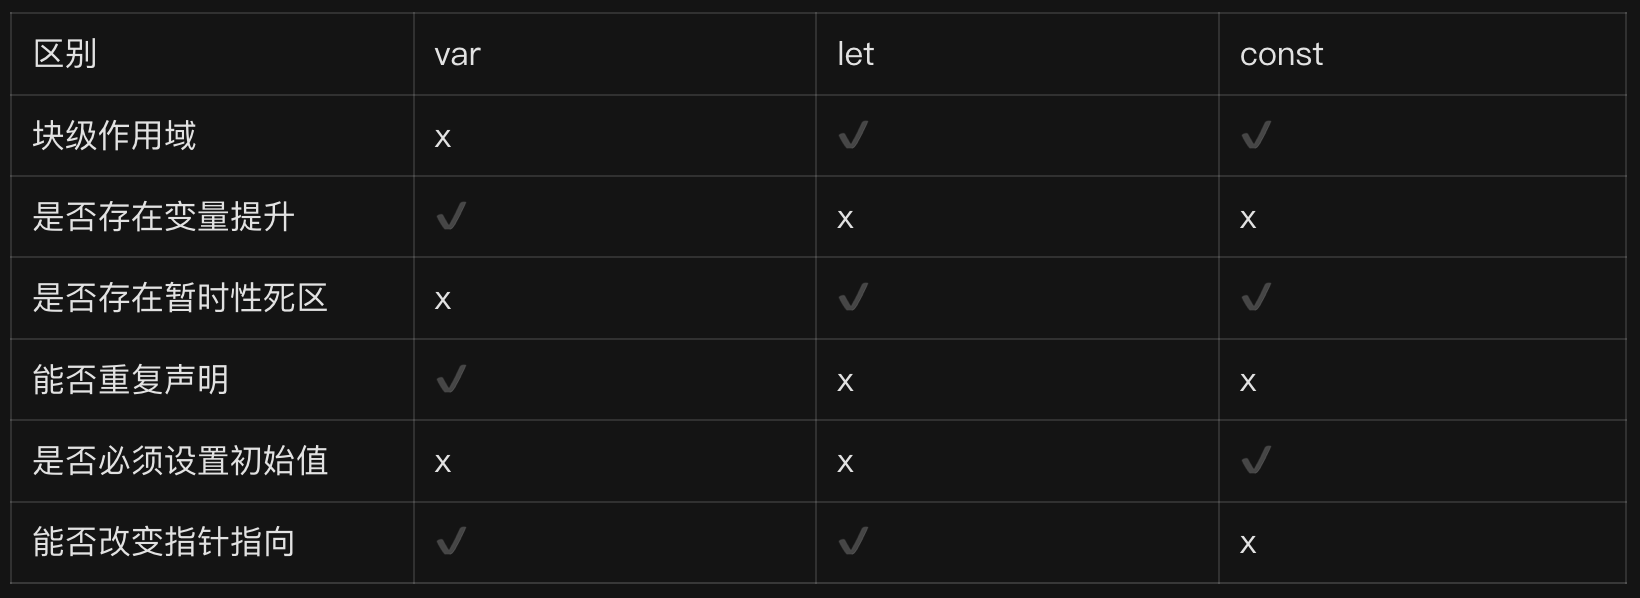 区别 var let const
块级作用域 x ✔ ✔
是否存在变量提升 ✔ x x
是否存在暂时性死区 x ✔ ✔
能否重复声明 ✔ x x
是否必须设置初始值 x x ✔
能否改变指针指向 ✔ ✔ x